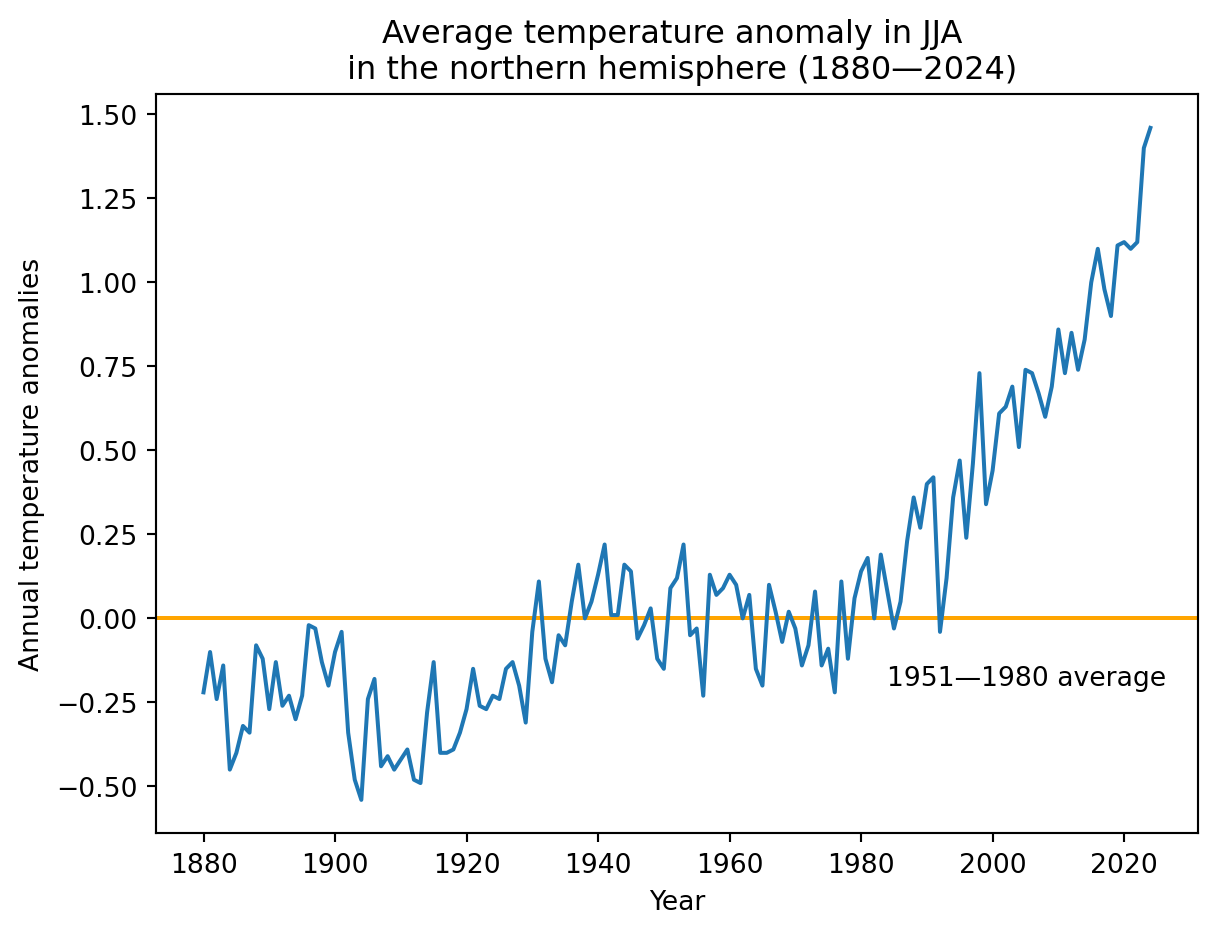 Average temperature anomaly in JJA
in the northern hemisphere (1880—2024)
Annual temperature anomalies
1.50
1.25
1.00
0.75
0.50
0.25
0.00
−0.25
−0.50
1951—1980 average
1880 1900 1920 1940 1960 1980 2000 2020
Year